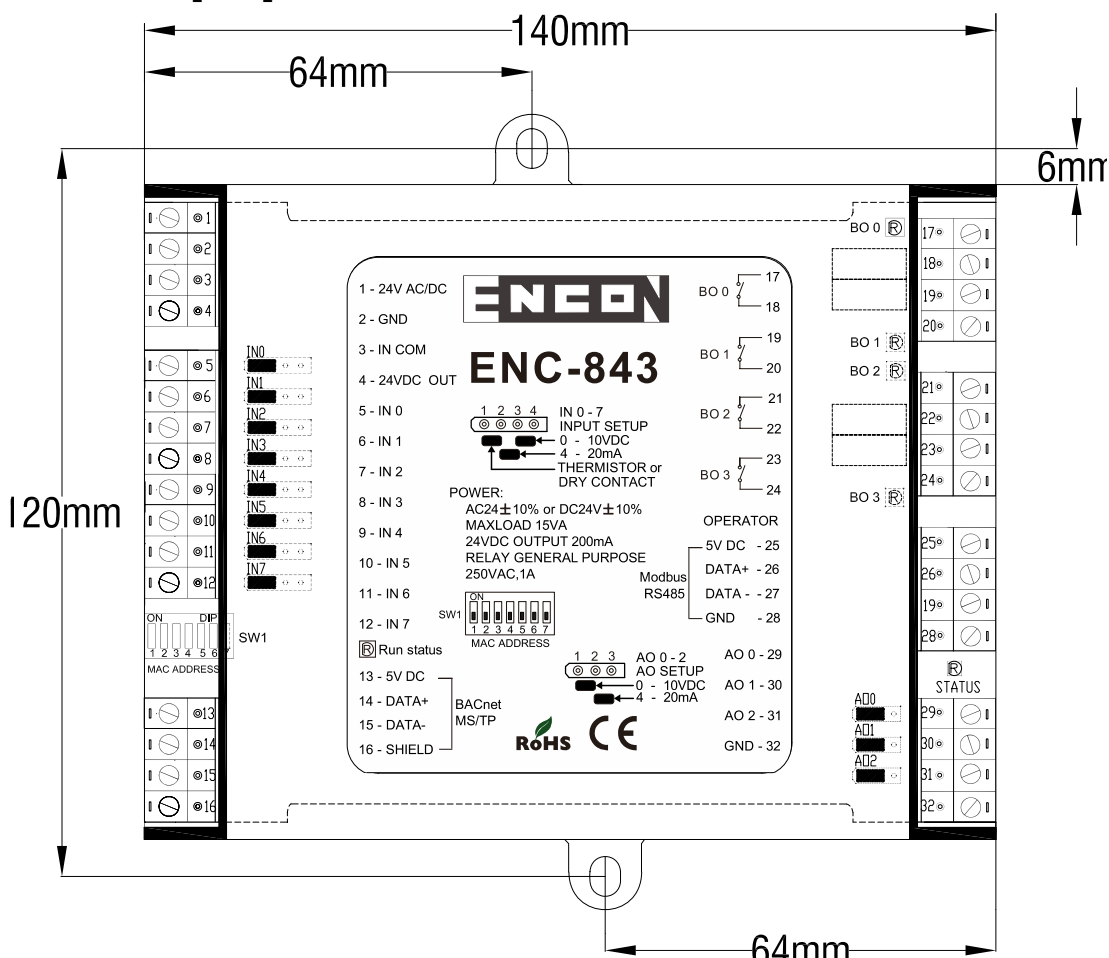 140mm
64mm
6mm
120mm
64mm
1
2
3
4
5
6
7
8
9
10
11
12
ON DIP
1 2 3 4 5 6 7
SW1
MAC ADDRESS
13
14
15
16
IN0
IN1
IN2
IN3
IN4
IN5
IN6
IN7
1 - 24V AC/DC
2 - GND
3 - IN COM
4 - 24VDC OUT
5 - IN 0
6 - IN 1
7 - IN 2
8 - IN 3
9 - IN 4
10 - IN 5
11 - IN 6
12 - IN 7
R Run status
13 - 5V DC
14 - DATA+
15 - DATA-
16 - SHIELD
BACnet
MS/TP
ENCON
ENC-843
1 2 3 4
IN 0 - 7
INPUT SETUP
0 - 10VDC
4 - 20mA
THERMISTOR or
DRY CONTACT
POWER:
AC24±10% or DC24V±10%
MAXLOAD 15VA
24VDC OUTPUT 200mA
RELAY GENERAL PURPOSE
250VAC,1A
ON
SW1
1 2 3 4 5 6 7
MAC ADDRESS
1 2 3
AO 0 - 2
AO SETUP
0 - 10VDC
4 - 20mA
RoHS CE
BO 0
17
18
BO 1
19
20
BO 2
21
22
BO 3
23
24
OPERATOR
Modbus
RS485
5V DC - 25
DATA+ - 26
DATA - - 27
GND - 28
AO 0 - 29
AO 1 - 30
AO 2 - 31
GND - 32
BO 0 R
BO 1 R
BO 2 R
BO 3 R
AO0
AO1
AO2
17
18
19
20
21
22
23
24
25
26
19
28
R
STATUS
29
30
31
32